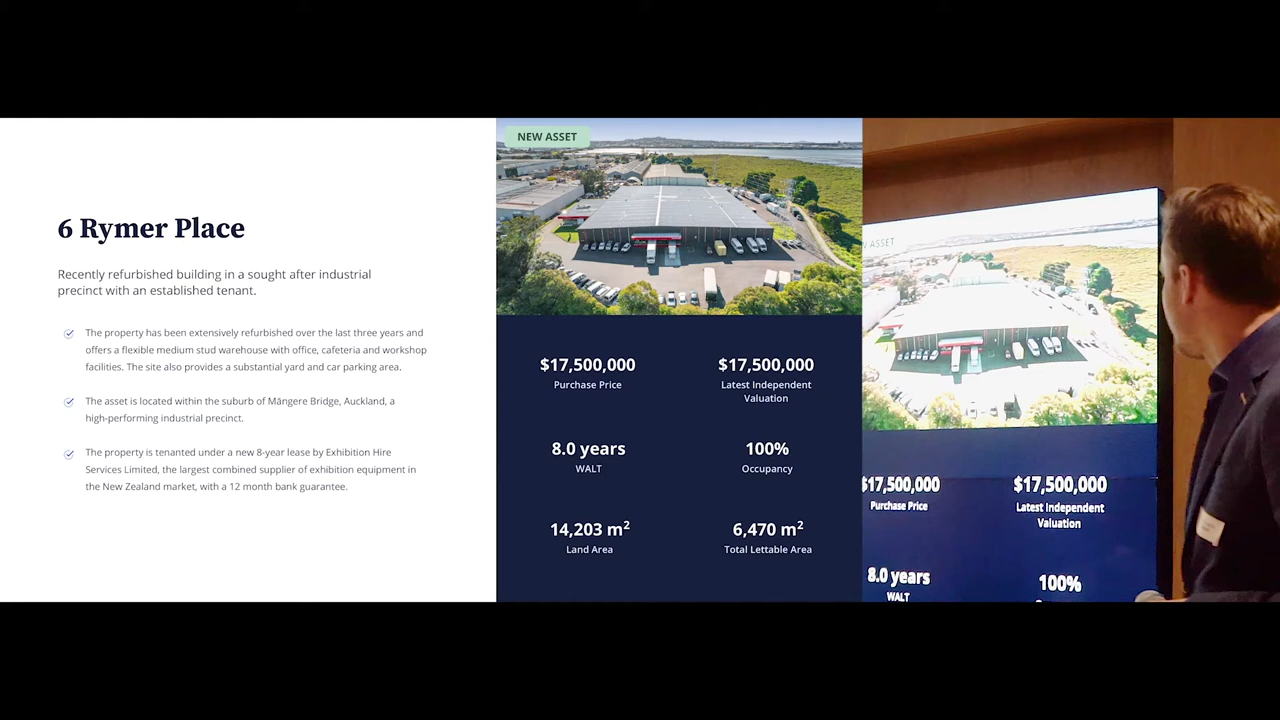 6 Rymer Place
Recently refurbished building in a sought after industrial
precinct with an established tenant.
The property has been extensively refurbished over the last three years and
offers a flexible medium stud warehouse with office, cafeteria and workshop
facilities. The site also provides a substantial yard and car parking area.
The asset is located within the suburb of Māngere Bridge, Auckland, a
high-performing industrial precinct.
The property is tenanted under a new 8-year lease by Exhibition Hire
Services Limited, the largest combined supplier of exhibition equipment in
the New Zealand market, with a 12 month bank guarantee.
NEW ASSET
$17,500,000
Purchase Price
$17,500,000
Latest Independent
Valuation
8.0 years
WALT
100%
Occupancy
14,203 m²
Land Area
6,470 m²
Total Lettable Area
ASSET
$17,500,000
Purchase Price
$17,500,000
Latest Independent
Valuation
8.0 years
WALT
100%